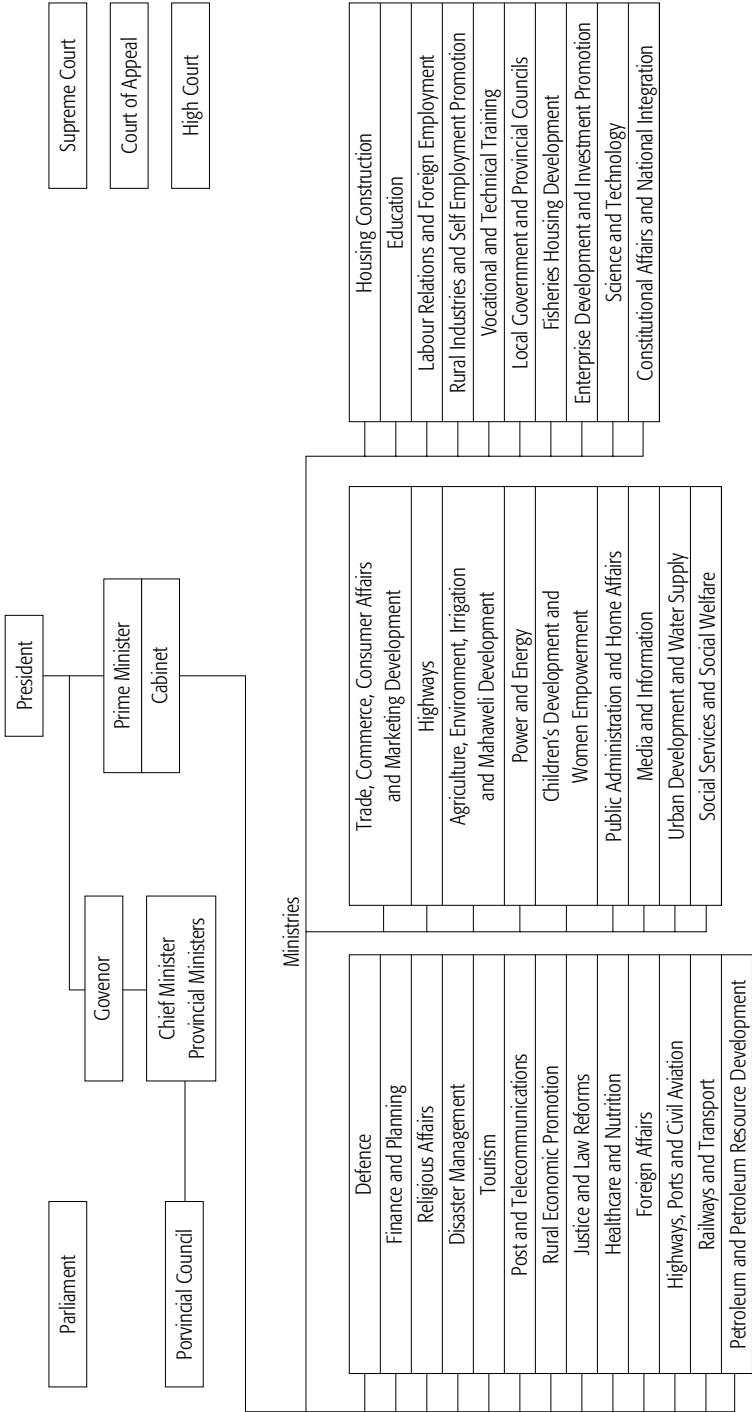 President
Prime Minister
Cabinet
Govenor
Chief Minister
Provincial Ministers
Parliament
Porvincial Council
Supreme Court
Court of Appeal
High Court
Ministries
Defence
Finance and Planning
Religious Affairs
Disaster Management
Tourism
Post and Telecommunications
Rural Economic Promotion
Justice and Law Reforms
Healthcare and Nutrition
Foreign Affairs
Highways, Ports and Civil Aviation
Railways and Transport
Petroleum and Petroleum Resource Development
Trade, Commerce, Consumer Affairs
and Marketing Development
Highways
Agriculture, Environment, Irrigation
and Mahaweli Development
Power and Energy
Children's Development and
Women Empowerment
Public Administration and Home Affairs
Media and Information
Urban Development and Water Supply
Social Services and Social Welfare
Housing Construction
Education
Labour Relations and Foreign Employment
Rural Industries and Self Employment Promotion
Vocational and Technical Training
Local Government and Provincial Councils
Fisheries Housing Development
Enterprise Development and Investment Promotion
Science and Technology
Constitutional Affairs and National Integration